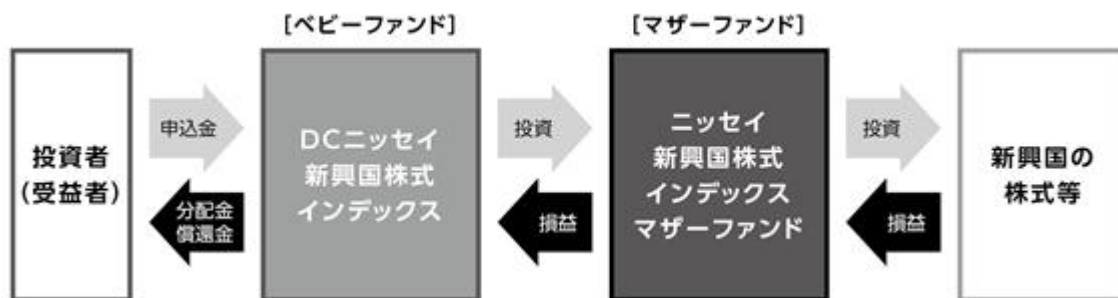 [ベビーファンド]
[マザーファンド]
投資者
(受益者)
申込金
分配金
償還金
DCニッセイ
新興国株式
インデックス
投資
損益
ニッセイ
新興国株式
インデックス
マザーファンド
投資
損益
新興国の
株式等